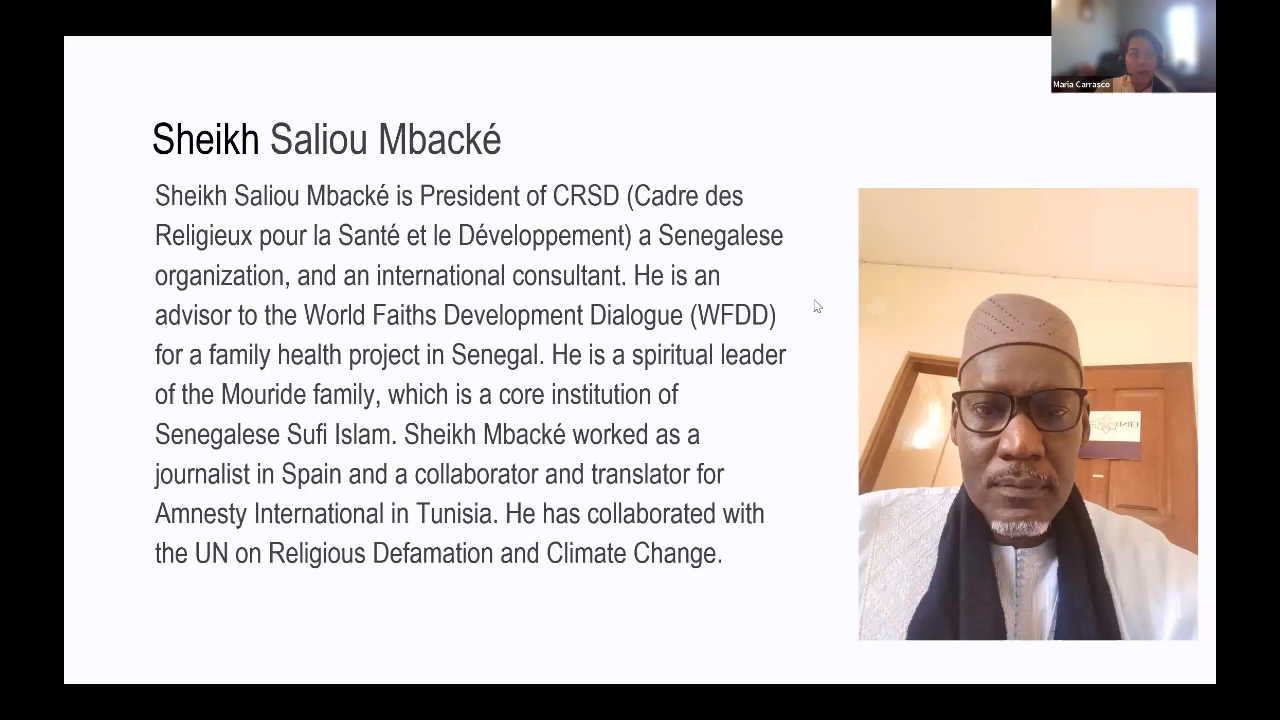 Maria Carrasco
Sheikh Saliou Mbacké
Sheikh Saliou Mbacké is President of CRSD (Cadre des
Religieux pour la Santé et le Développement) a Senegalese
organization, and an international consultant. He is an
advisor to the World Faiths Development Dialogue (WFDD)
for a family health project in Senegal. He is a spiritual leader
of the Mouride family, which is a core institution of
Senegalese Sufi Islam. Sheikh Mbacké worked as a
journalist in Spain and a collaborator and translator for
Amnesty International in Tunisia. He has collaborated with
the UN on Religious Defamation and Climate Change.
CRSD